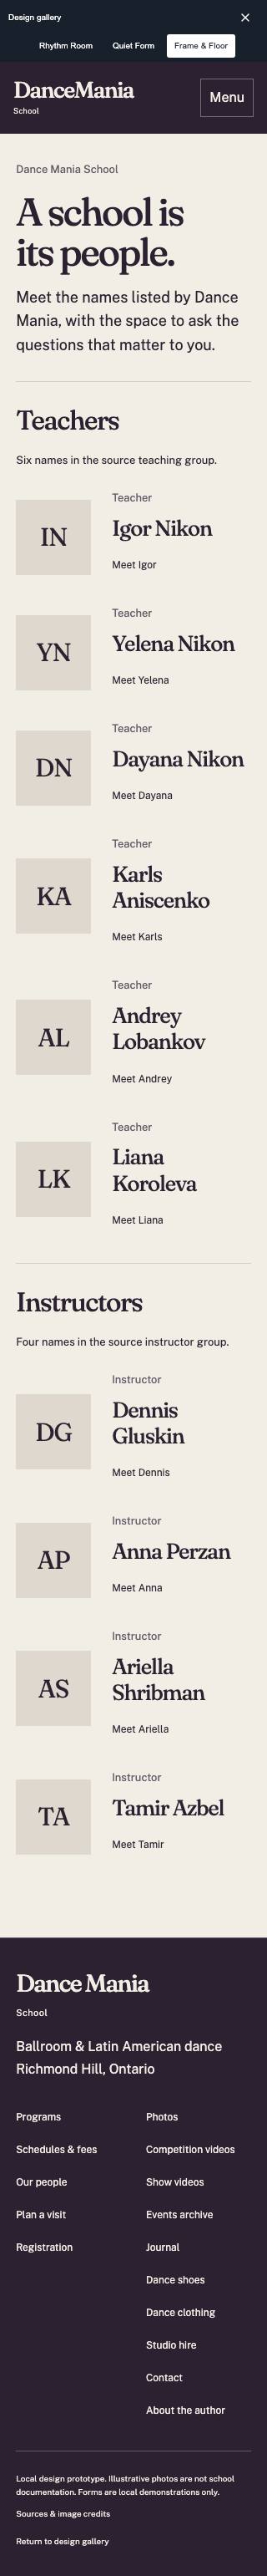 Design gallery
×
Rhythm Room Quiet Form Frame & Floor
DanceMania
School
Menu
Dance Mania School
A school is
its people.
Meet the names listed by Dance
Mania, with the space to ask the
questions that matter to you.
Teachers
Six names in the source teaching group.
IN
Teacher
Igor Nikon
Meet Igor
YN
Teacher
Yelena Nikon
Meet Yelena
DN
Teacher
Dayana Nikon
Meet Dayana
KA
Teacher
Karls
Aniscenko
Meet Karls
AL
Teacher
Andrey
Lobankov
Meet Andrey
LK
Teacher
Liana
Koroleva
Meet Liana
Instructors
Four names in the source instructor group.
DG
Instructor
Dennis
Gluskin
Meet Dennis
AP
Instructor
Anna Perzan
Meet Anna
AS
Instructor
Ariella
Shribman
Meet Ariella
TA
Instructor
Tamir Azbel
Meet Tamir
Dance Mania
School
Ballroom & Latin American dance
Richmond Hill, Ontario
Programs
Schedules & fees
Our people
Plan a visit
Registration
Photos
Competition videos
Show videos
Events archive
Journal
Dance shoes
Dance clothing
Studio hire
Contact
About the author
Local design prototype. Illustrative photos are not school
documentation. Forms are local demonstrations only.
Sources & image credits
Return to design gallery